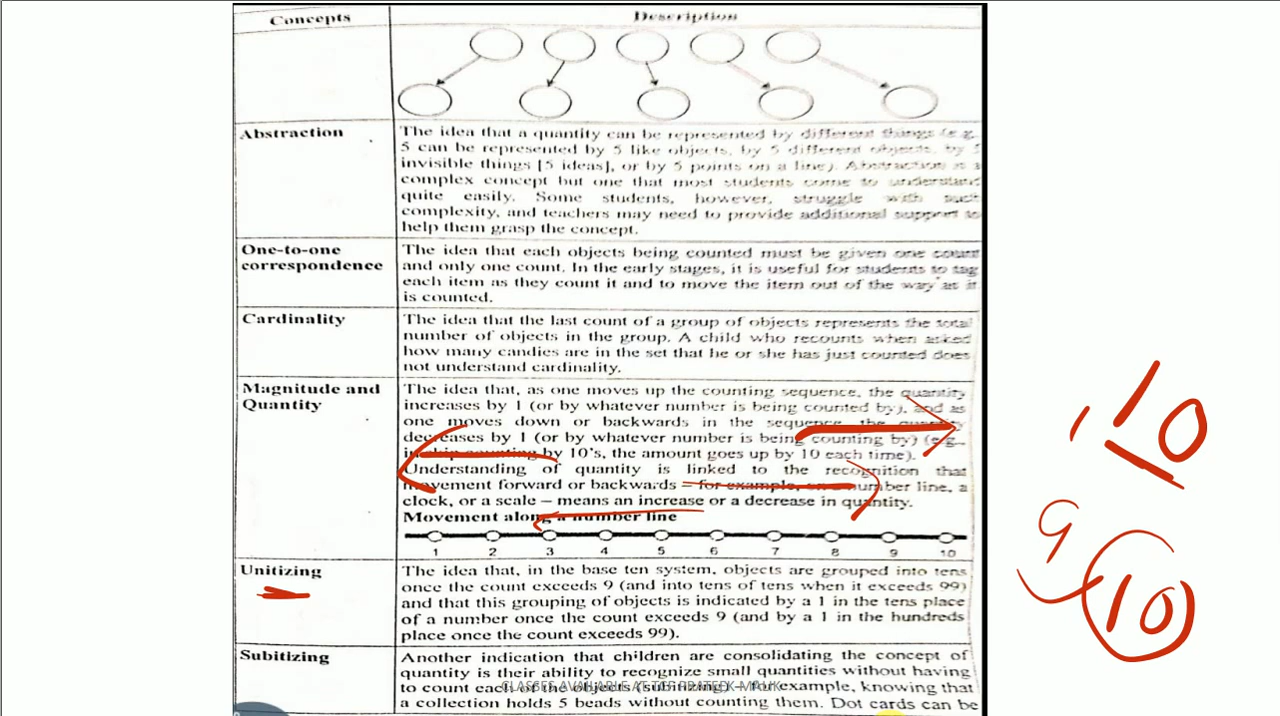 Concepts
Description
Abstraction
The idea that a quantity can be represented by different things (e.g.
5 can be represented by 5 like objects, by 5 different objects, by 5
invisible things [5 ideas], or by 5 points on a line). Abstraction is a
complex concept but one that most students come to understand
quite easily. Some students, however, struggle with such
complexity, and teachers may need to provide additional support to
help them grasp the concept.
One-to-one
correspondence
The idea that each objects being counted must be given one count
and only one count. In the early stages, it is useful for students to tag
each item as they count it and to move the item out of the way as it
is counted.
Cardinality
The idea that the last count of a group of objects represents the total
number of objects in the group. A child who recounts when asked
how many candies are in the set that he or she has just counted does
not understand cardinality.
Magnitude and
Quantity
The idea that, as one moves up the counting sequence, the quantity
increases by 1 (or by whatever number is being counted by), and as
one moves down or backwards in the sequence, the quantity
decreases by 1 (or by whatever number is being counting by) (e.g.,
in skip counting by 10's, the amount goes up by 10 each time).
Understanding of quantity is linked to the recognition that
movement forward or backwards – for example, on a number line, a
clock, or a scale – means an increase or a decrease in quantity.
Movement along a number line
1 2 3 4 5 6 7 8 9 10
Unitizing
The idea that, in the base ten system, objects are grouped into tens
once the count exceeds 9 (and into tens of tens when it exceeds 99)
and that this grouping of objects is indicated by a 1 in the tens place
of a number once the count exceeds 9 (and by a 1 in the hundreds
place once the count exceeds 99).
Subitizing
Another indication that children are consolidating the concept of
quantity is their ability to recognize small quantities without having
to count each of the objects (subitizing) – for example, knowing that
a collection holds 5 beads without counting them. Dot cards can be
CLASSES AVAILABLE AT
10
9
10